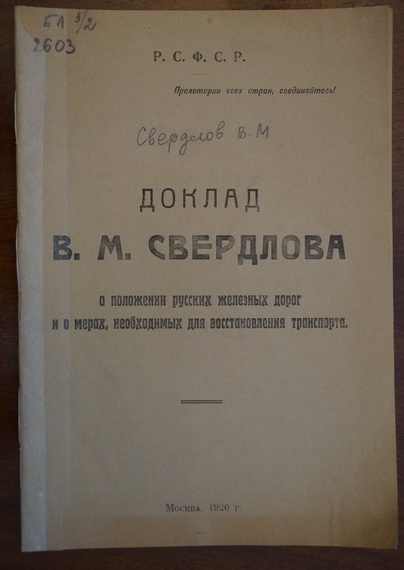 БЛ 3/2
2603
Р. С. Ф. С. Р.
Пролетарии всех стран, соединяйтесь!
Свердлов В. М
ДОКЛАД
В. М. СВЕРДЛОВА
о положении русских железных дорог
и о мерах, необходимых для восстановления транспорта.
Москва, 1920 г.